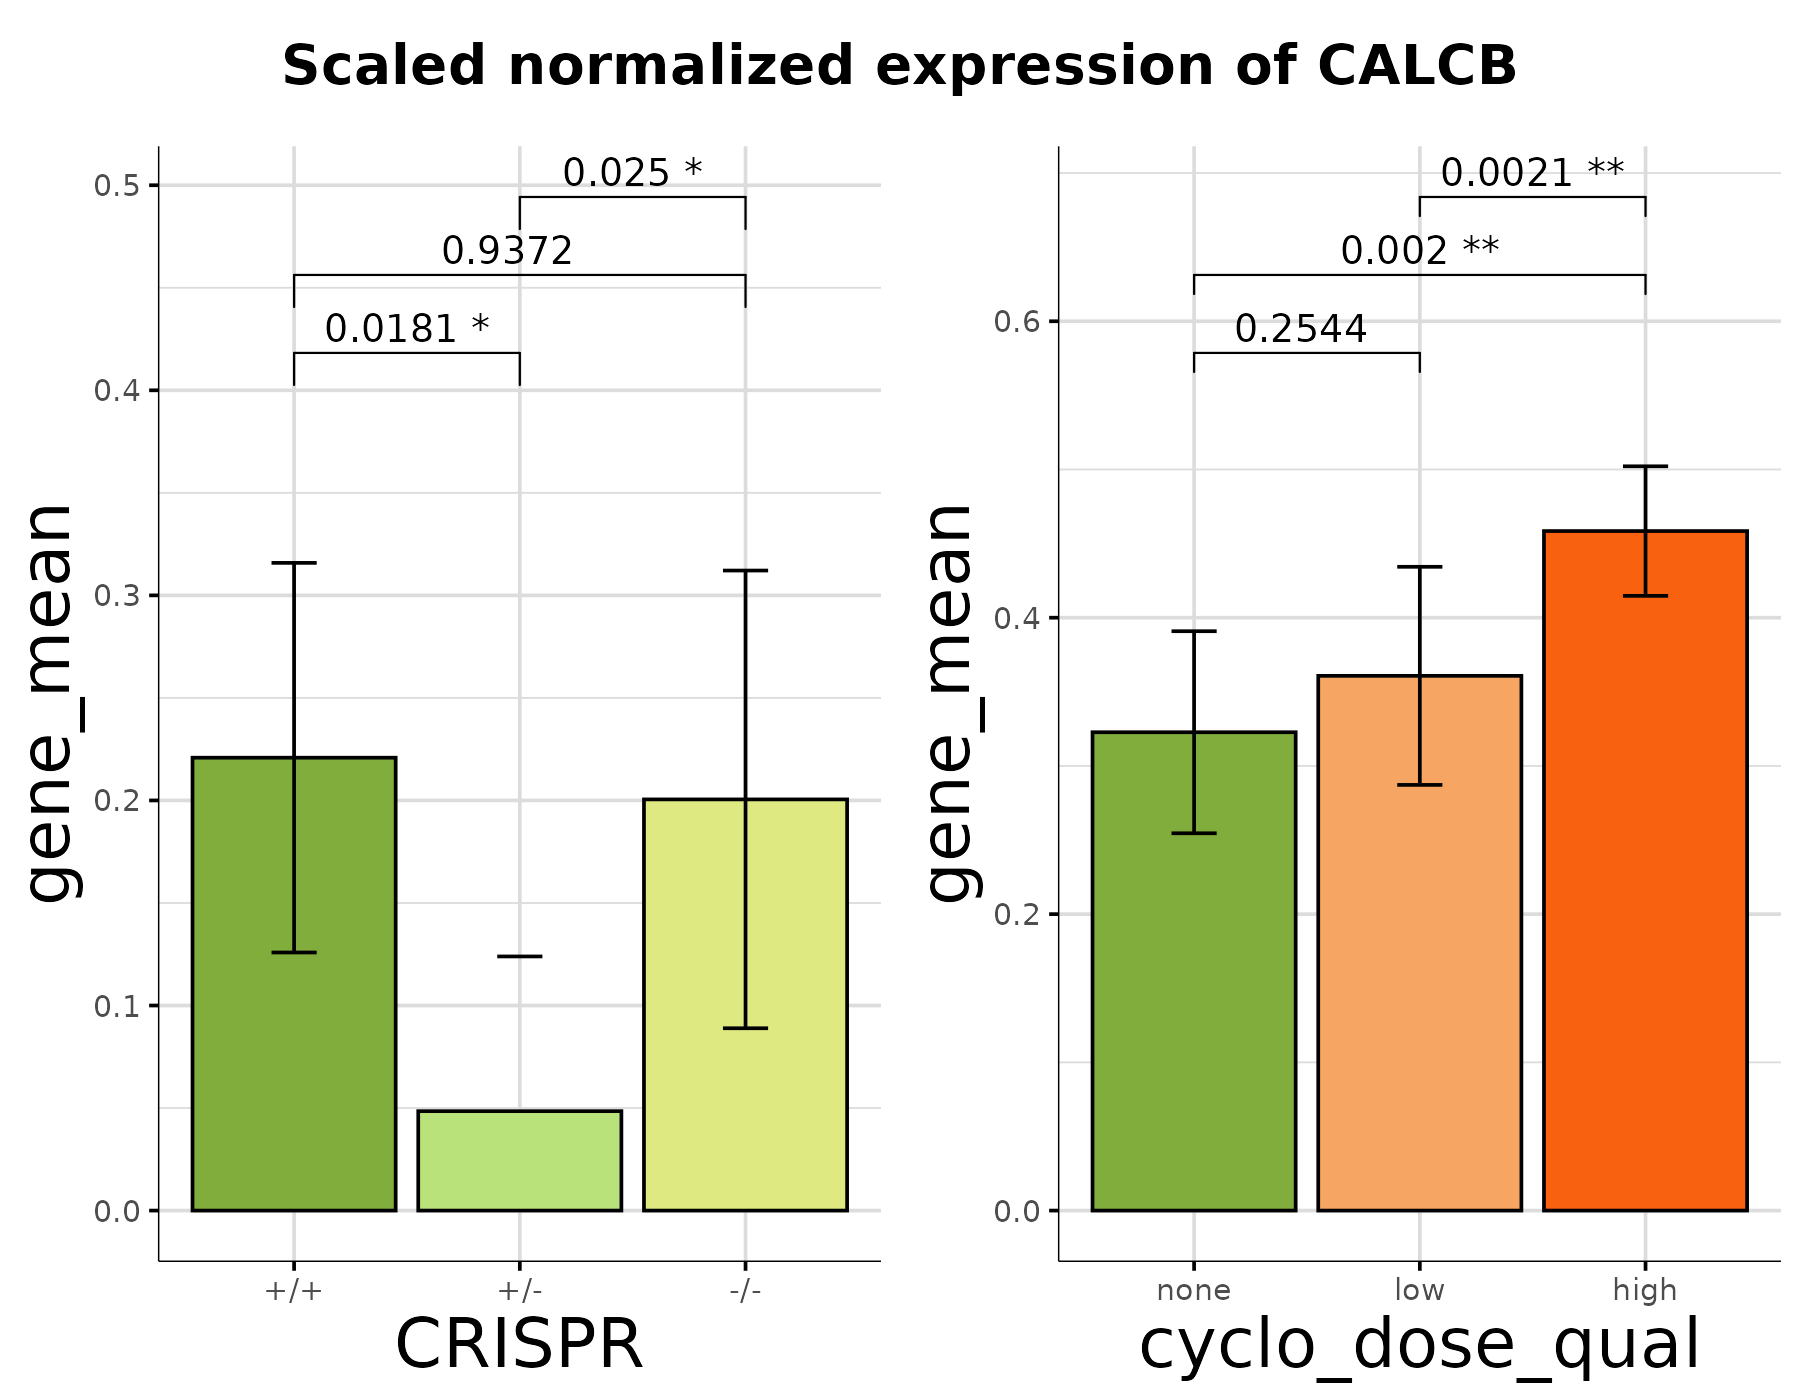 Scaled normalized expression of CALCB
gene_mean
0.5
0.4
0.3
0.2
0.1
0.0
0.025 *
0.9372
0.0181 *
+/+
+/-
-/-
CRISPR
gene_mean
0.6
0.4
0.2
0.0
0.0021 **
0.002 **
0.2544
none
low
high
cyclo_dose_qual